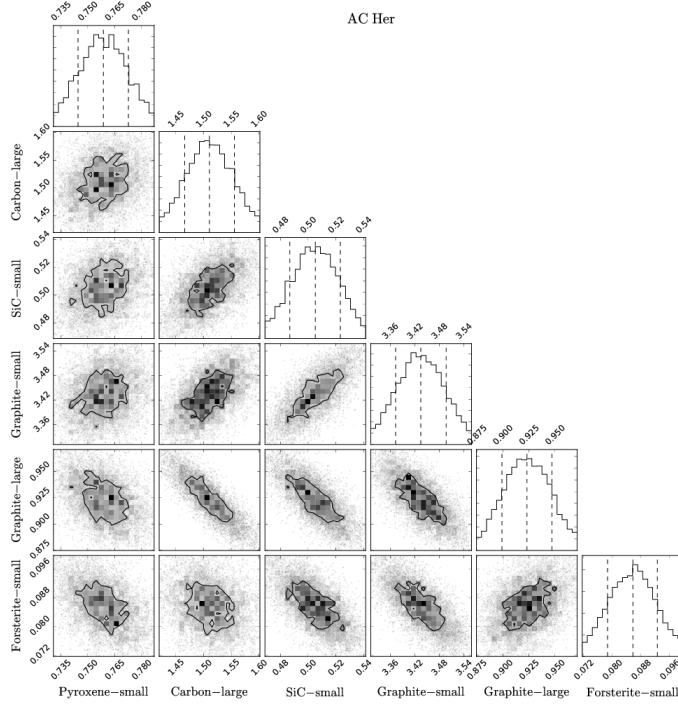 AC Her
0.735 0.750 0.765 0.780
1.45 1.50 1.55 1.60
Carbon−large
1.60 1.55 1.50 1.45
0.48 0.50 0.52 0.54
SiC−small
0.54 0.52 0.50 0.48
3.36 3.42 3.48 3.54
Graphite−small
3.54 3.48 3.42 3.36
0.875 0.900 0.925 0.950
Graphite−large
0.950 0.925 0.900 0.875
Forsterite−small
0.096 0.088 0.080 0.072
0.072 0.080 0.088 0.096
0.735 0.750 0.765 0.780 1.45 1.50 1.55 1.60 0.48 0.50 0.52 0.54 3.36 3.42 3.48 3.54 0.875 0.900 0.925 0.950 0.072 0.080 0.088 0.096
Pyroxene−small Carbon−large SiC−small Graphite−small Graphite−large Forsterite−small